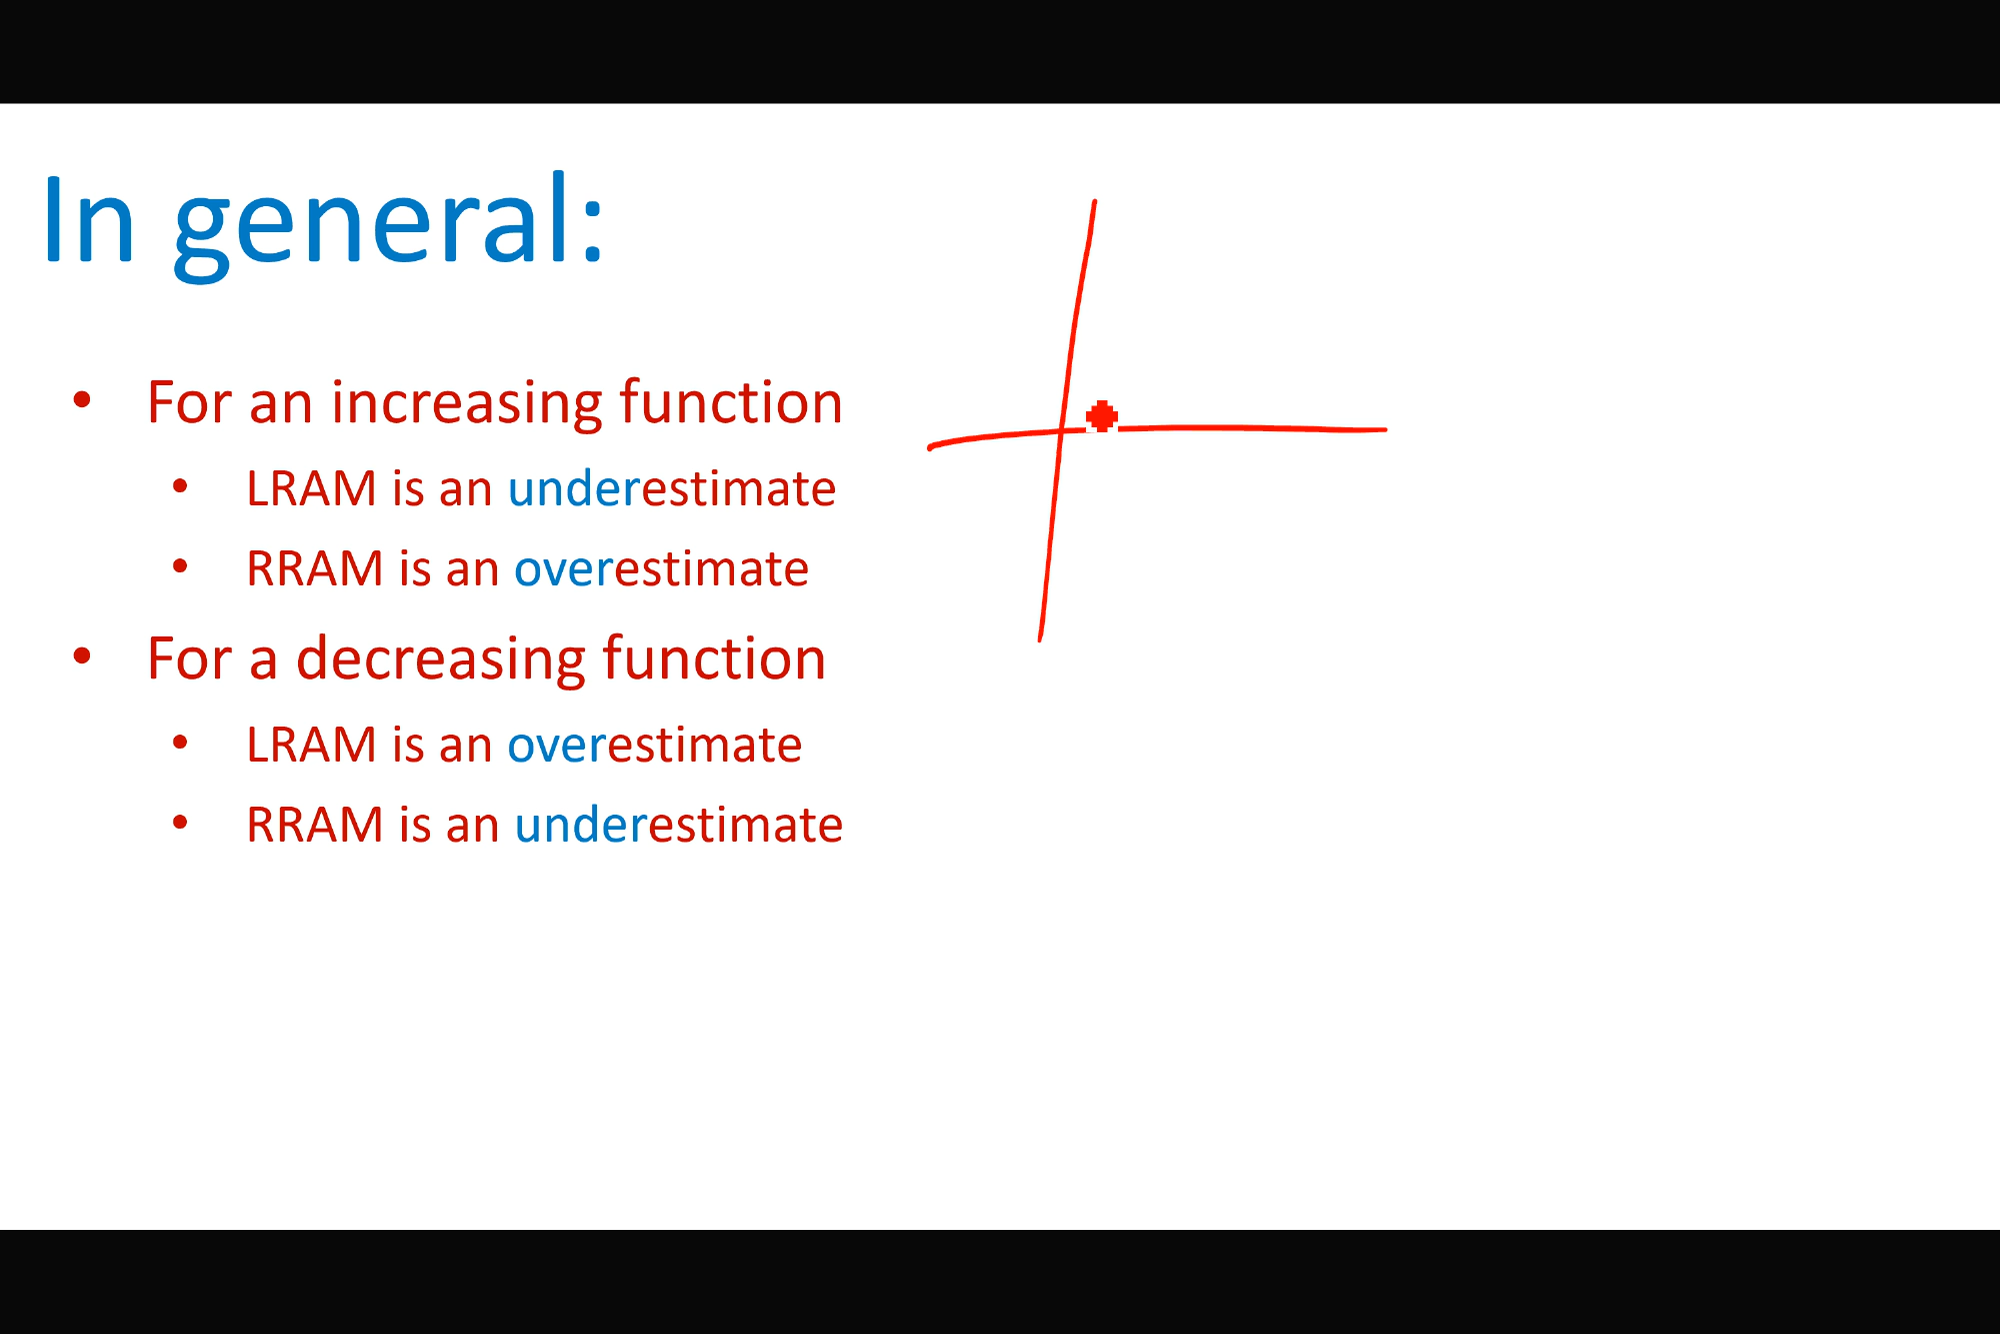 In general:
• For an increasing function
• LRAM is an underestimate
• RRAM is an overestimate
• For a decreasing function
• LRAM is an overestimate
• RRAM is an underestimate